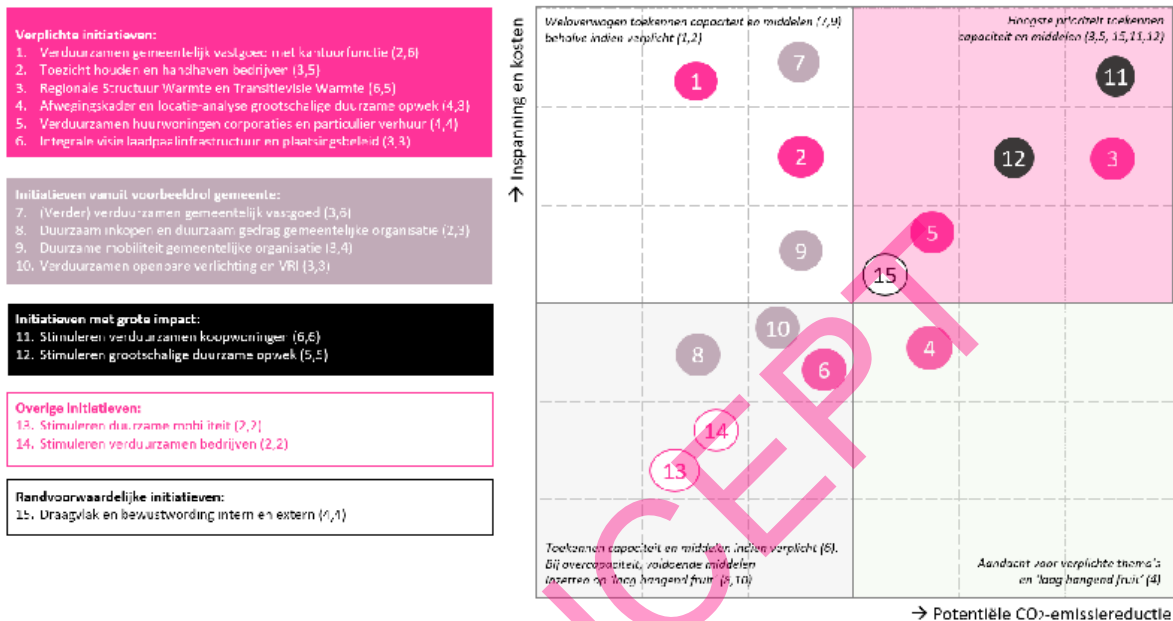 Verplichte initiatieven:
1. Verduurzamen gemeentelijk vastgoed met kantoorfunctie (2,6)
2. Toezicht houden en handhaven bedrijven (3,5)
3. Regionale Structuur Warmte en Transitievisie Warmte (6,5)
4. Afwegingskader en locatie-analyse grootschalige duurzame opwek (4,3)
5. Verduurzamen huurwoningen corporaties en particulier verhuur (4,4)
6. Integrale visie laadpaalinfrastructuur en plaatsingsbeleid (3,3)
Initiatieven vanuit voorbeeldrol gemeente:
7. (Verder) verduurzamen gemeentelijk vastgoed (3,6)
8. Duurzaam inkopen en duurzaam gedrag gemeentelijke organisatie (2,3)
9. Duurzame mobiliteit gemeentelijke organisatie (3,4)
10. Verduurzamen openbare verlichting en VRI (3,3)
Initiatieven met grote impact:
11. Stimuleren verduurzamen koopwoningen (6,6)
12. Stimuleren grootschalige duurzame opwek (5,5)
Overige initiatieven:
13. Stimuleren duurzame mobiliteit (2,2)
14. Stimuleren verduurzamen bedrijven (2,2)
Randvoorwaardelijke initiatieven:
15. Draagvlak en bewustwording intern en extern (4,4)
→ Inspanning en kosten
Weloverwogen toekennen capaciteit en middelen (7,9)
behalve indien verplicht (1,2)
Hoogste prioriteit toekennen
capaciteit en middelen (3,5, 15,11,12)
7
1
11
2
12
3
5
9
15
10
8
6
4
14
13
Toekennen capaciteit en middelen indien verplicht (6).
Bij overcapaciteit, voldoende middelen
inzetten op 'laag hangend fruit' (8,10)
Aandacht voor verplichte thema's
en 'laag hangend fruit' (4)
→ Potentiële CO2-emissiereductie
NCEPT